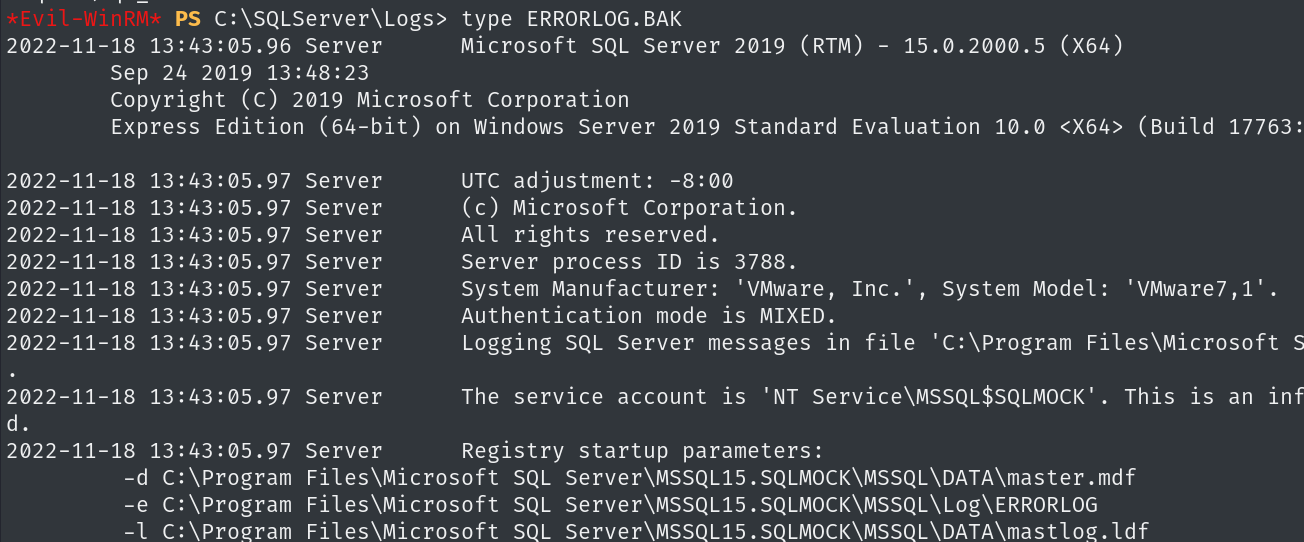 *Evil-WinRM* PS C:\SQLServer\Logs> type ERRORLOG.BAK
2022-11-18 13:43:05.96 Server      Microsoft SQL Server 2019 (RTM) - 15.0.2000.5 (X64)
        Sep 24 2019 13:48:23
        Copyright (C) 2019 Microsoft Corporation
        Express Edition (64-bit) on Windows Server 2019 Standard Evaluation 10.0 <X64> (Build 17763:
2022-11-18 13:43:05.97 Server      UTC adjustment: -8:00
2022-11-18 13:43:05.97 Server      (c) Microsoft Corporation.
2022-11-18 13:43:05.97 Server      All rights reserved.
2022-11-18 13:43:05.97 Server      Server process ID is 3788.
2022-11-18 13:43:05.97 Server      System Manufacturer: 'VMware, Inc.', System Model: 'VMware7,1'.
2022-11-18 13:43:05.97 Server      Authentication mode is MIXED.
2022-11-18 13:43:05.97 Server      Logging SQL Server messages in file 'C:\Program Files\Microsoft S
.
2022-11-18 13:43:05.97 Server      The service account is 'NT Service\MSSQL$SQLMOCK'. This is an inf
d.
2022-11-18 13:43:05.97 Server      Registry startup parameters:
         -d C:\Program Files\Microsoft SQL Server\MSSQL15.SQLMOCK\MSSQL\DATA\master.mdf
         -e C:\Program Files\Microsoft SQL Server\MSSQL15.SQLMOCK\MSSQL\Log\ERRORLOG
         -l C:\Program Files\Microsoft SQL Server\MSSQL15.SQLMOCK\MSSQL\DATA\mastlog.ldf